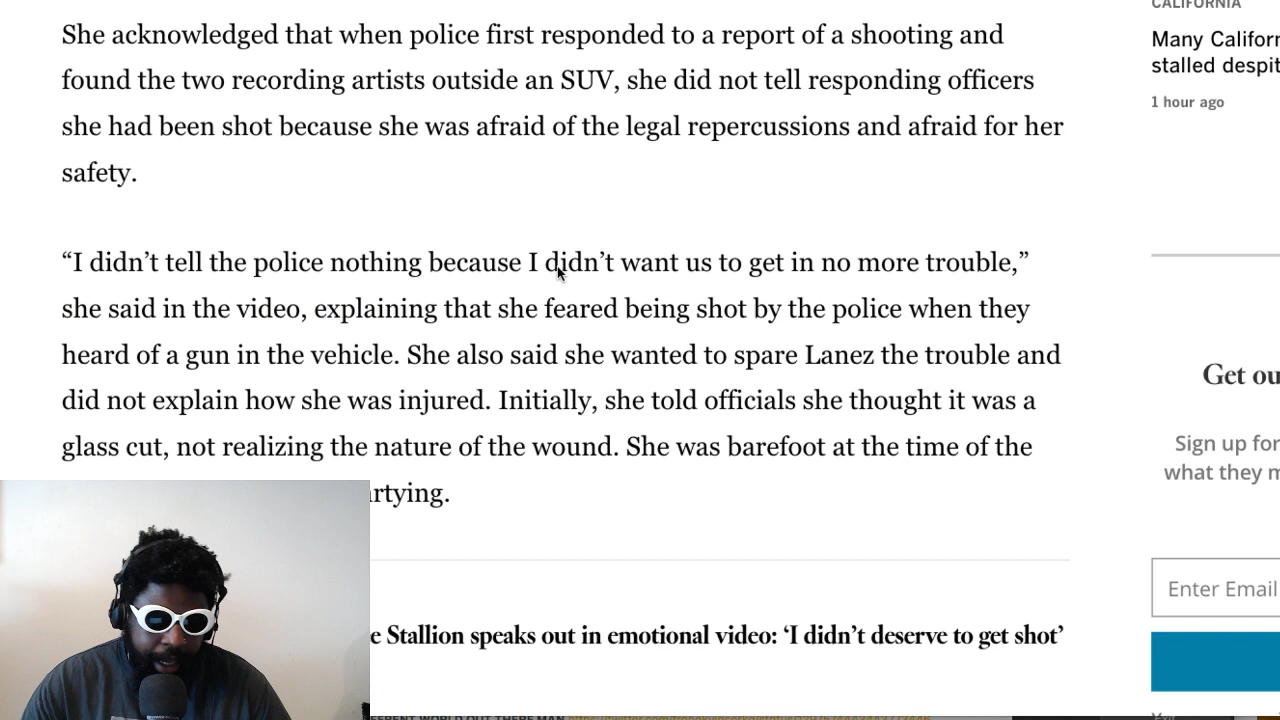 She acknowledged that when police first responded to a report of a shooting and
found the two recording artists outside an SUV, she did not tell responding officers
she had been shot because she was afraid of the legal repercussions and afraid for her
safety.
“I didn’t tell the police nothing because I didn’t want us to get in no more trouble,”
she said in the video, explaining that she feared being shot by the police when they
heard of a gun in the vehicle. She also said she wanted to spare Lanez the trouble and
did not explain how she was injured. Initially, she told officials she thought it was a
glass cut, not realizing the nature of the wound. She was barefoot at the time of the
artying.
e Stallion speaks out in emotional video: ‘I didn’t deserve to get shot’
CALIFORNIA
Many Californ
stalled despit
1 hour ago
Get ou
Sign up for
what they m
Enter Email
WORLD OUT THERE MAN